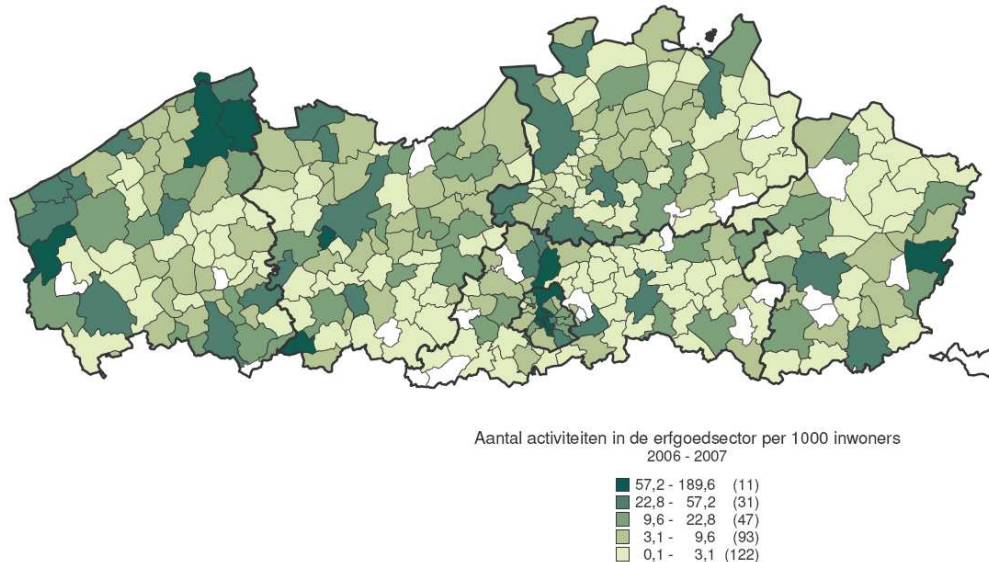 Aantal activiteiten in de erfgoedsector per 1000 inwoners
2006 - 2007
57,2 - 189,6 (11)
22,8 - 57,2 (31)
9,6 - 22,8 (47)
3,1 - 9,6 (93)
0,1 - 3,1 (122)